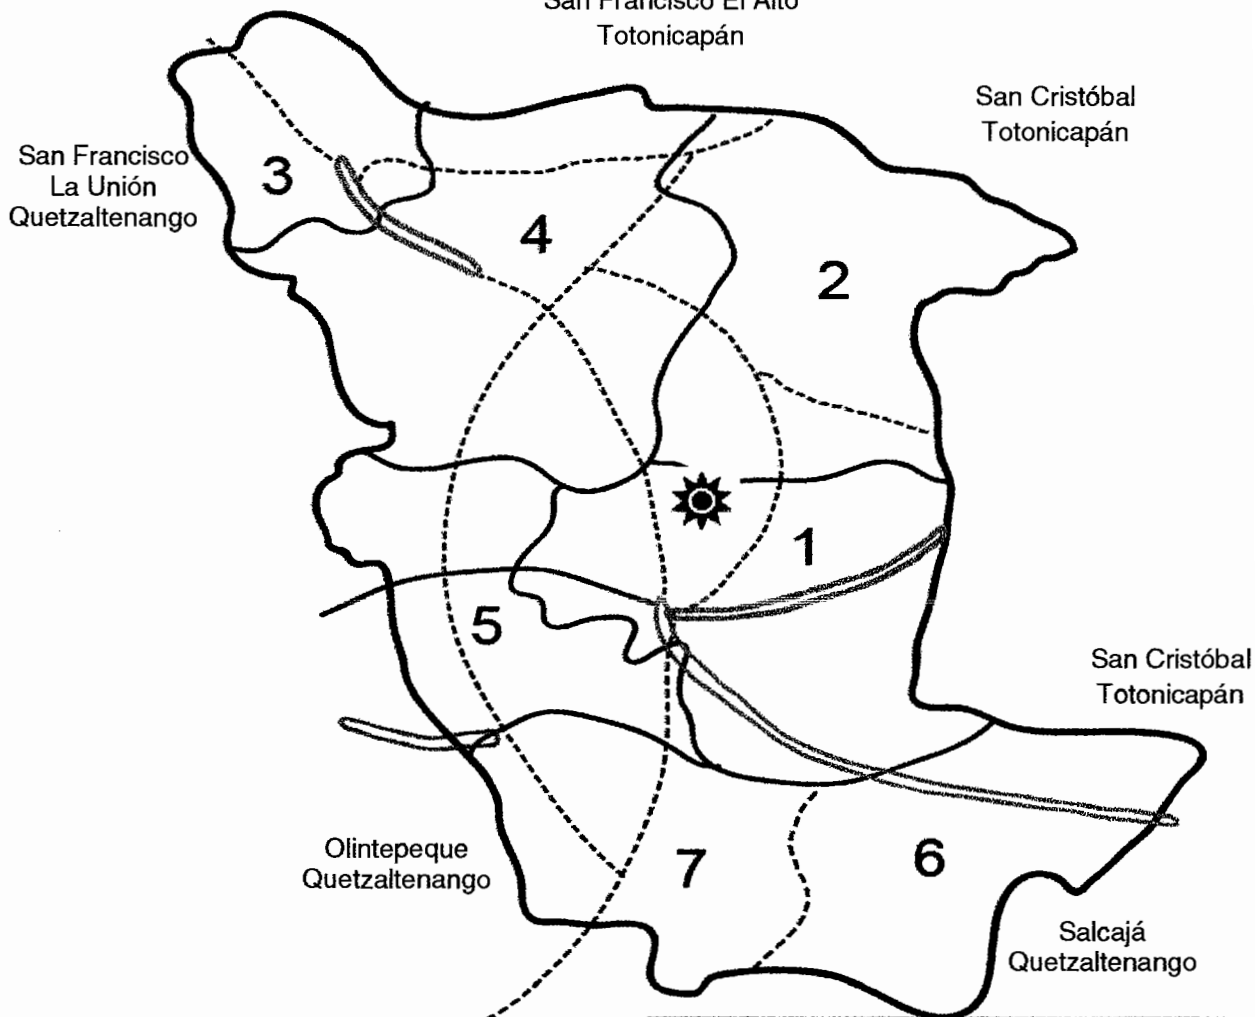 San Francisco El Alto
Totonicapán
San Cristóbal
Totonicapán
San Francisco
La Unión
Quetzaltenango
3
4
2
1
5
San Cristóbal
Totonicapán
Olintepeque
Quetzaltenango
7
6
Salcajá
Quetzaltenango